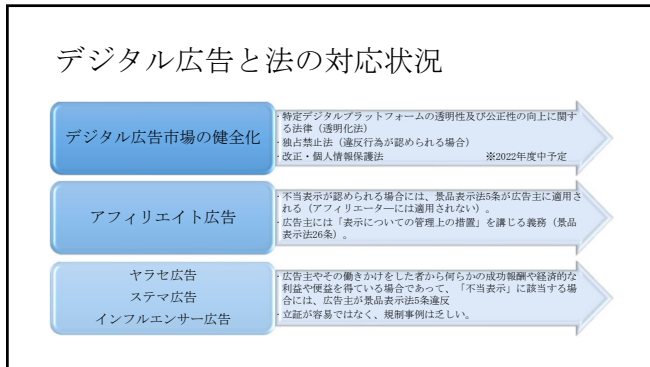 デジタル広告と法の対応状況
デジタル広告市場の健全化
・特定デジタルプラットフォームの透明性及び公正性の向上に関す
る法律（透明化法）
・独占禁止法（違反行為が認められる場合）
・改正・個人情報保護法　　　　　　　　※2022年度中予定
アフィリエイト広告
・不当表示が認められる場合には、景品表示法5条が広告主に適用さ
れる（アフィリエーターには適用されない）。
・広告主には「表示についての管理上の措置」を講じる義務（景品
表示法26条）。
ヤラセ広告
ステマ広告
インフルエンサー広告
・広告主やその働きかけをした者から何らかの成功報酬や経済的な
利益や便益を得ている場合であって、「不当表示」に該当する場
合には、広告主が景品表示法5条違反
・立証が容易ではなく、規制事例は乏しい。